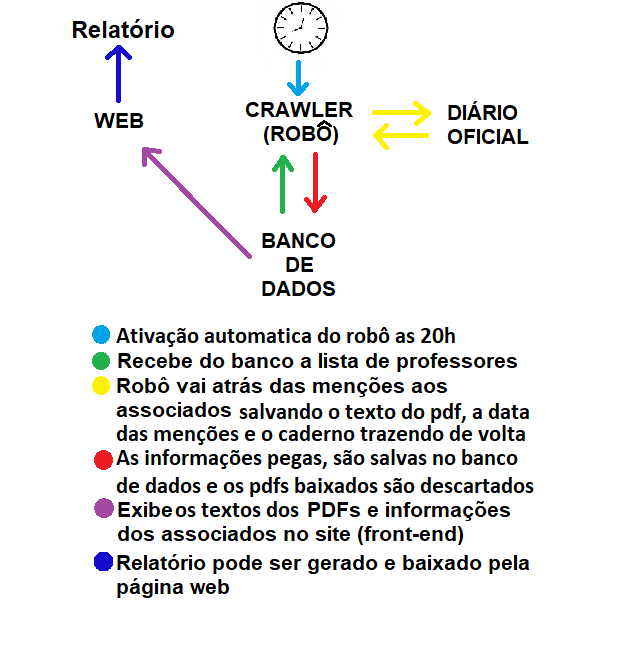 Relatório
CRAWLER
(ROBÔ)
DIÁRIO
OFICIAL
WEB
BANCO
DE
DADOS
Ativação automatica do robô as 20h
Recebe do banco a lista de professores
Robô vai atrás das menções aos
associados salvando o texto do pdf, a data
das menções e o caderno trazendo de volta
As informações pegas, são salvas no banco
de dados e os pdfs baixados são descartados
Exibe os textos dos PDFs e informações
dos associados no site (front-end)
Relatório pode ser gerado e baixado pela
página web